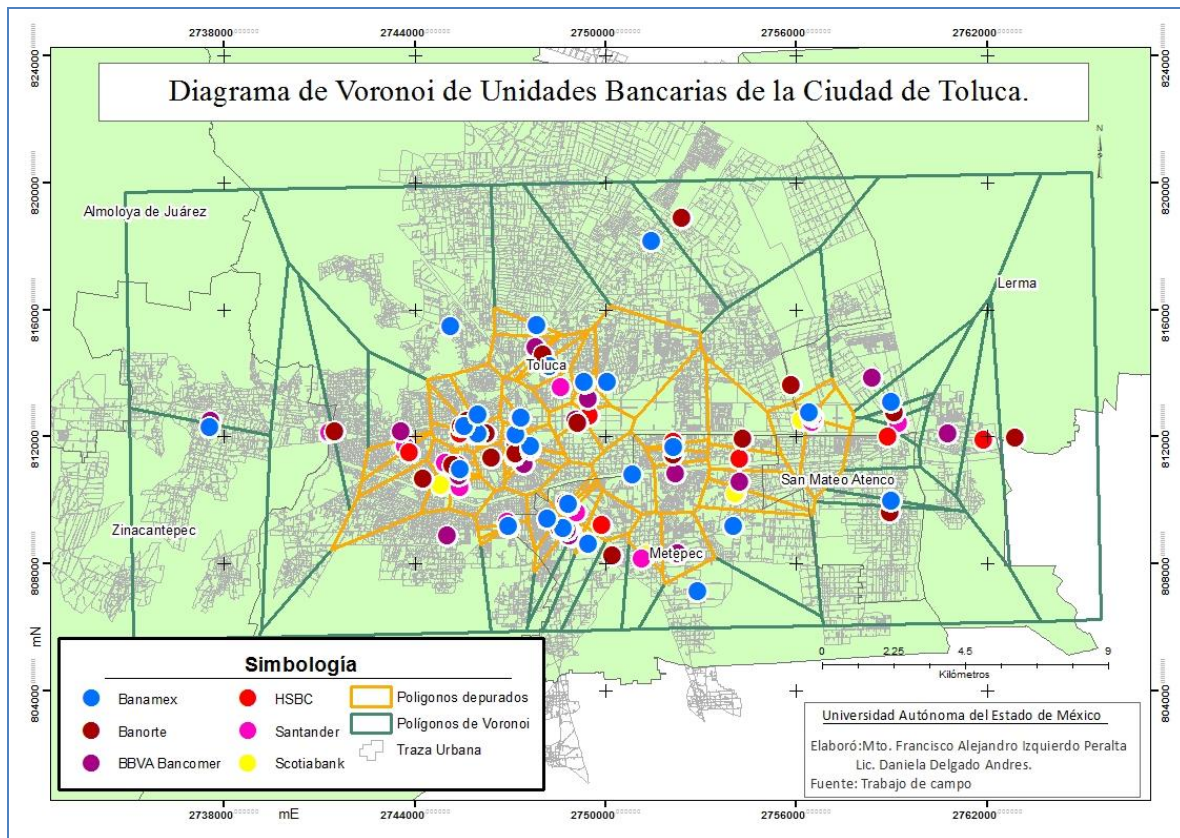 2738000 2744000 2750000 2756000 2762000
824000 824000
Diagrama de Voronoi de Unidades Bancarias de la Ciudad de Toluca.
N
820000 820000
Almoloya de Juárez
Lerma
816000 816000
Toluca
812000 812000
San Mateo Atenco
Zinacantepec
Metepec
808000 808000
mN
0 2.25 4.5 9
Kilómetros
804000 804000
Simbología
Banamex HSBC Poligonos depurados
Banorte Santander Polígonos de Voronoi
BBVA Bancomer Scotiabank Traza Urbana
Universidad Autónoma del Estado de México
Elaboró:Mto. Francisco Alejandro Izquierdo Peralta
Lic. Daniela Delgado Andres.
Fuente: Trabajo de campo
2738000 mE 2744000 2750000 2756000 2762000